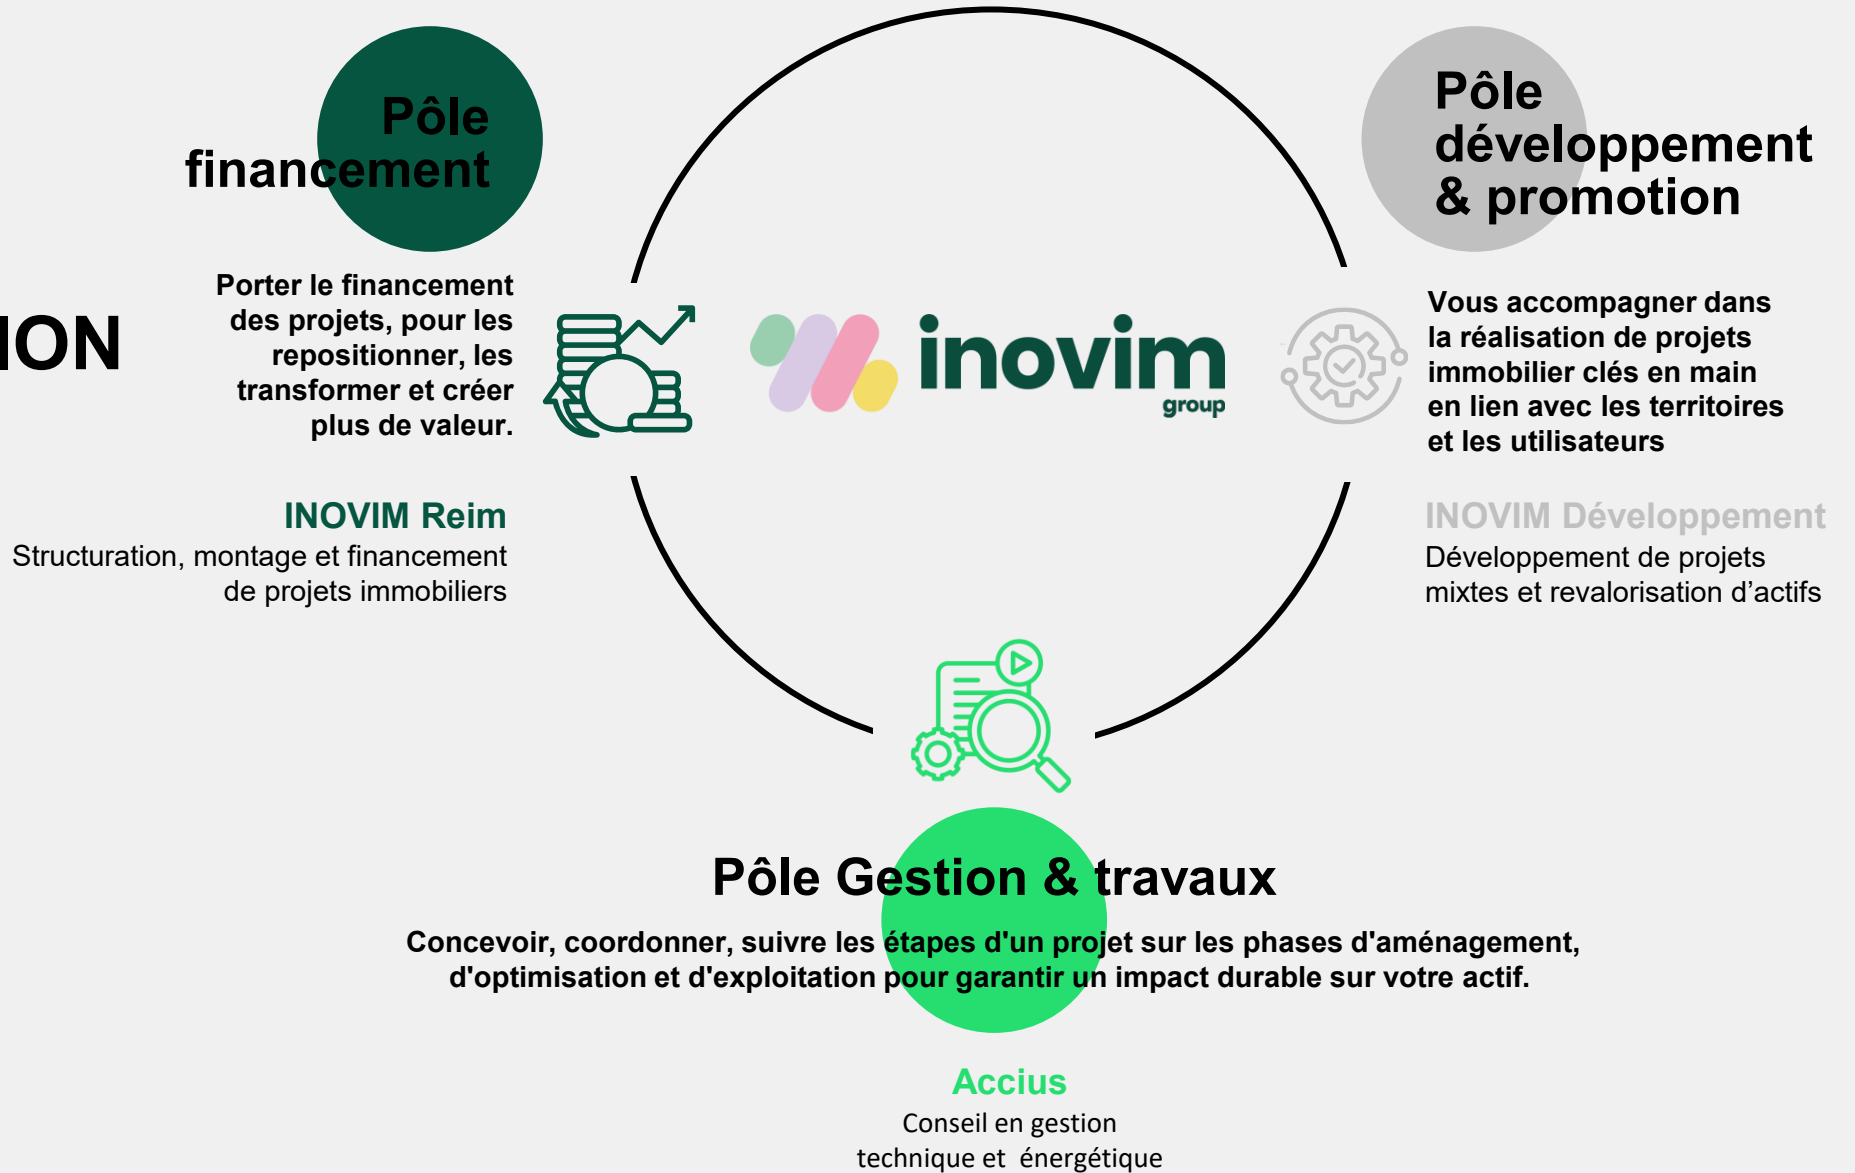 Pôle
financement
Porter le financement
des projets, pour les
repositionner, les
transformer et créer
plus de valeur.
INOVIM Reim
Structuration, montage et financement
de projets immobiliers
inovim
group
Pôle
développement
& promotion
Vous accompagner dans
la réalisation de projets
immobilier clés en main
en lien avec les territoires
et les utilisateurs
INOVIM Développement
Développement de projets
mixtes et revalorisation d’actifs
Pôle Gestion & travaux
Concevoir, coordonner, suivre les étapes d'un projet sur les phases d'aménagement,
d'optimisation et d'exploitation pour garantir un impact durable sur votre actif.
Accius
Conseil en gestion
technique et  énergétique